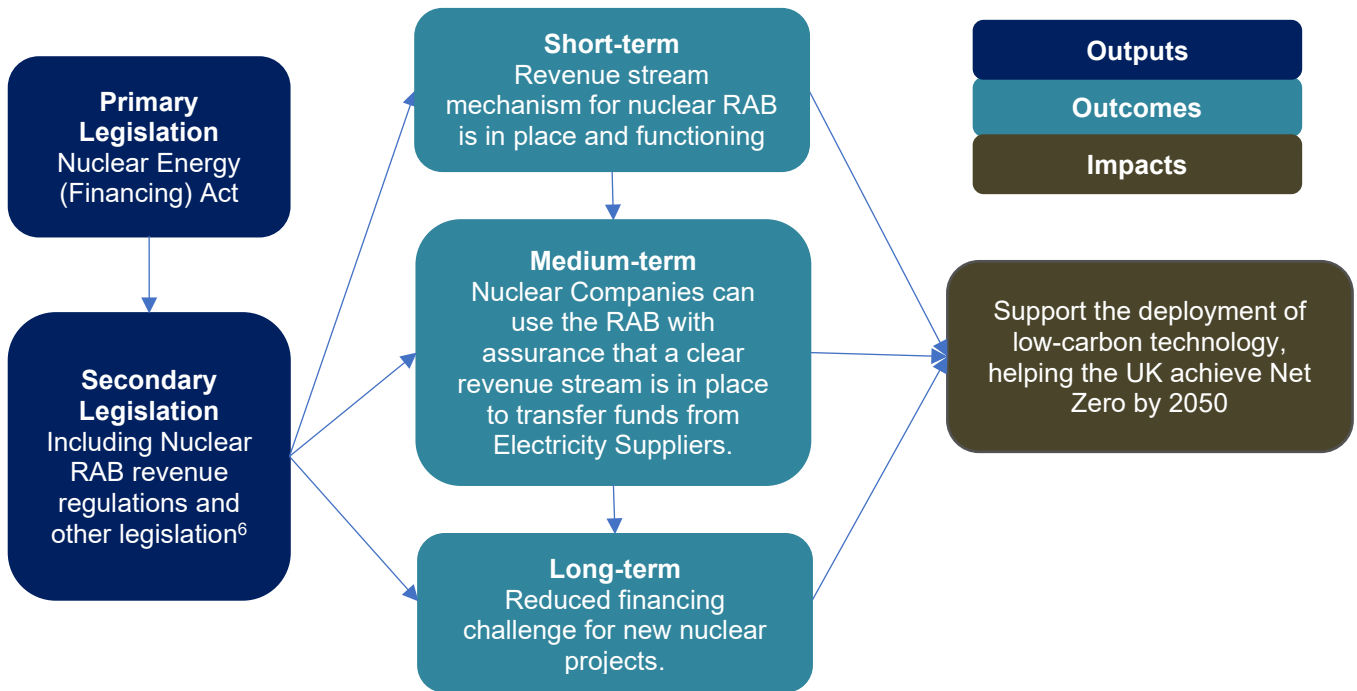 Primary
Legislation
Nuclear Energy
(Financing) Act
Secondary
Legislation
Including Nuclear
RAB revenue
regulations and
other legislation⁶
Short-term
Revenue stream
mechanism for nuclear RAB
is in place and functioning
Medium-term
Nuclear Companies can
use the RAB with
assurance that a clear
revenue stream is in place
to transfer funds from
Electricity Suppliers.
Long-term
Reduced financing
challenge for new nuclear
projects.
Outputs
Outcomes
Impacts
Support the deployment of
low-carbon technology,
helping the UK achieve Net
Zero by 2050